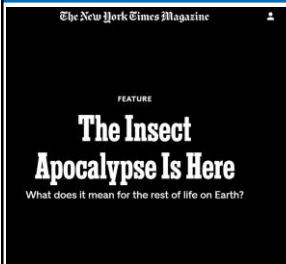 The New York Times Magazine
FEATURE
The Insect
Apocalypse Is Here
What does it mean for the rest of life on Earth?